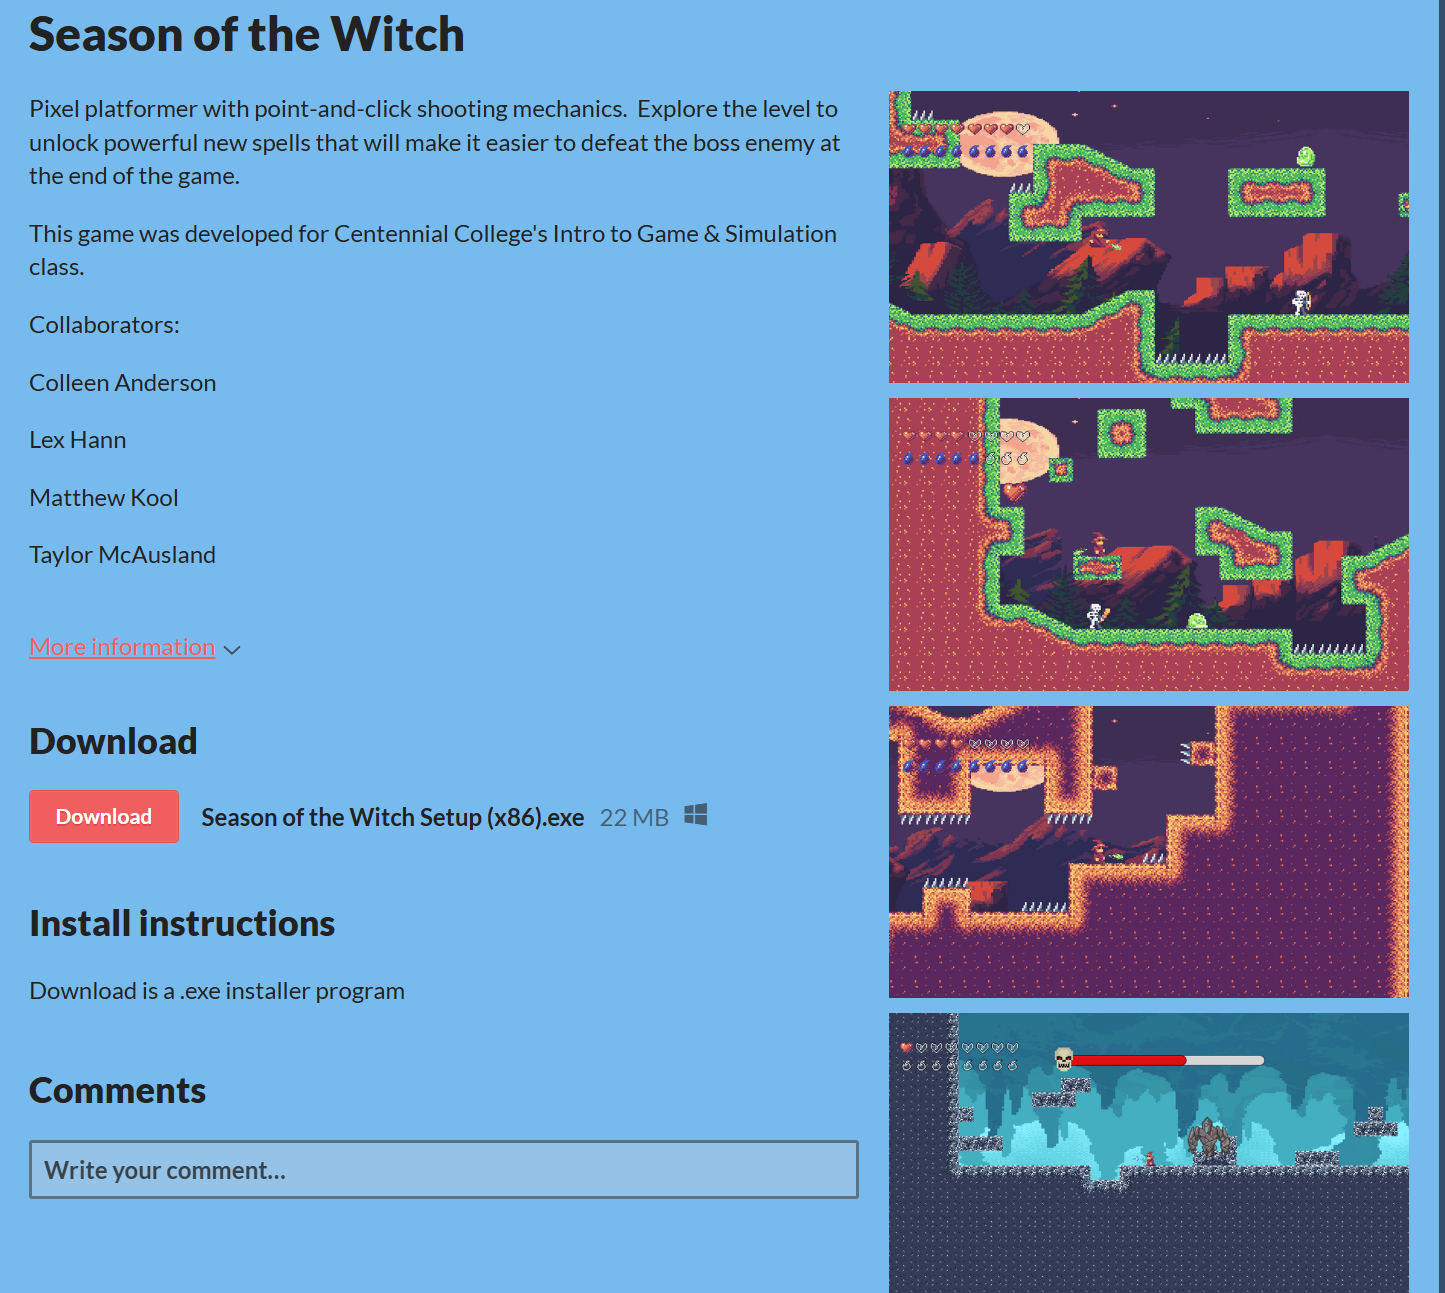 Season of the Witch
Pixel platformer with point-and-click shooting mechanics.  Explore the level to
unlock powerful new spells that will make it easier to defeat the boss enemy at
the end of the game.
This game was developed for Centennial College's Intro to Game & Simulation
class.
Collaborators:
Colleen Anderson
Lex Hann
Matthew Kool
Taylor McAusland
More information
Download
Download Season of the Witch Setup (x86).exe 22 MB
Install instructions
Download is a .exe installer program
Comments
Write your comment...